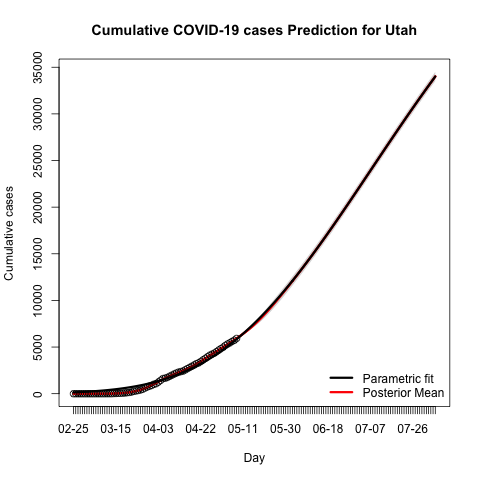 Cumulative COVID-19 cases Prediction for Utah
35000
30000
25000
20000
15000
10000
5000
0
Cumulative cases
Parametric fit
Posterior Mean
02-25 03-15 04-03 04-22 05-11 05-30 06-18 07-07 07-26
Day